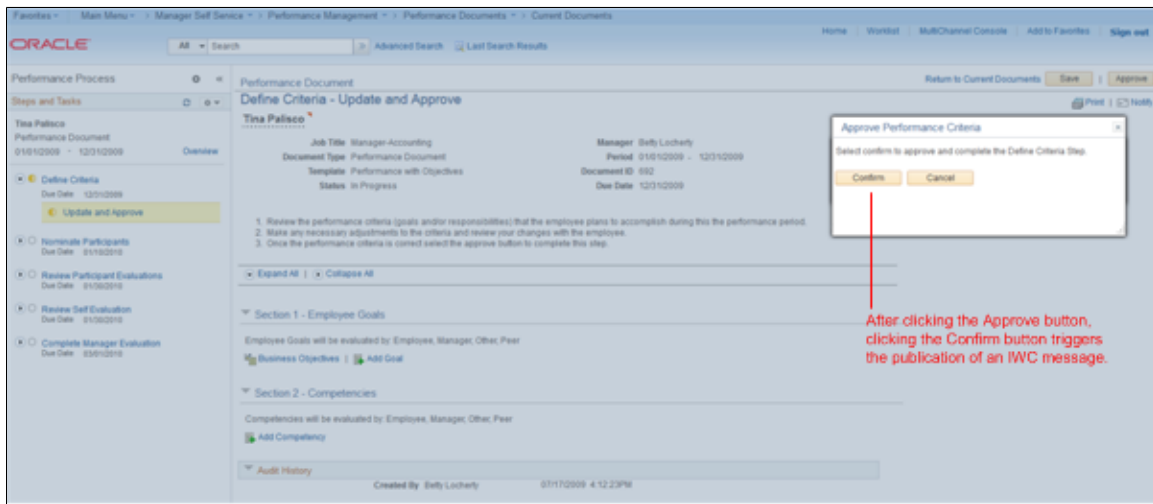 Favorites Main Menu > Manager Self Service > Performance Management > Performance Documents > Current Documents
Home | Worklist | MultiChannel Console | Add to Favorites | Sign out
ORACLE
All Search Advanced Search Last Search Results
Performance Process
Steps and Tasks
Tina Palisco
Performance Document
01/01/2009 - 12/31/2009 Overview
Define Criteria
Due Date 12/31/2009
Update and Approve
Nominate Participants
Due Date 01/10/2010
Review Participant Evaluations
Due Date 01/30/2010
Review Self Evaluation
Due Date 01/30/2010
Complete Manager Evaluation
Due Date 03/01/2010
Performance Document
Return to Current Documents Save | Approve
Define Criteria - Update and Approve
Print | Notify
Tina Palisco
Job Title Manager-Accounting Manager Betty Locherty
Document Type Performance Document Period 01/01/2009 - 12/31/2009
Template Performance with Objectives Document ID 692
Status In Progress Due Date 12/31/2009
1. Review the performance criteria (goals and/or responsibilities) that the employee plans to accomplish during this the performance period.
2. Make any necessary adjustments to the criteria and review your changes with the employee.
3. Once the performance criteria is correct select the approve button to complete this step.
Expand All | Collapse All
Section 1 - Employee Goals
Employee Goals will be evaluated by: Employee, Manager, Other, Peer
Business Objectives | Add Goal
Section 2 - Competencies
Competencies will be evaluated by: Employee, Manager, Other, Peer
Add Competency
Audit History
Created By Betty Locherty 07/17/2009 4:12:23PM
Approve Performance Criteria
Select confirm to approve and complete the Define Criteria Step.
Confirm Cancel
After clicking the Approve button,
clicking the Confirm button triggers
the publication of an IWC message.